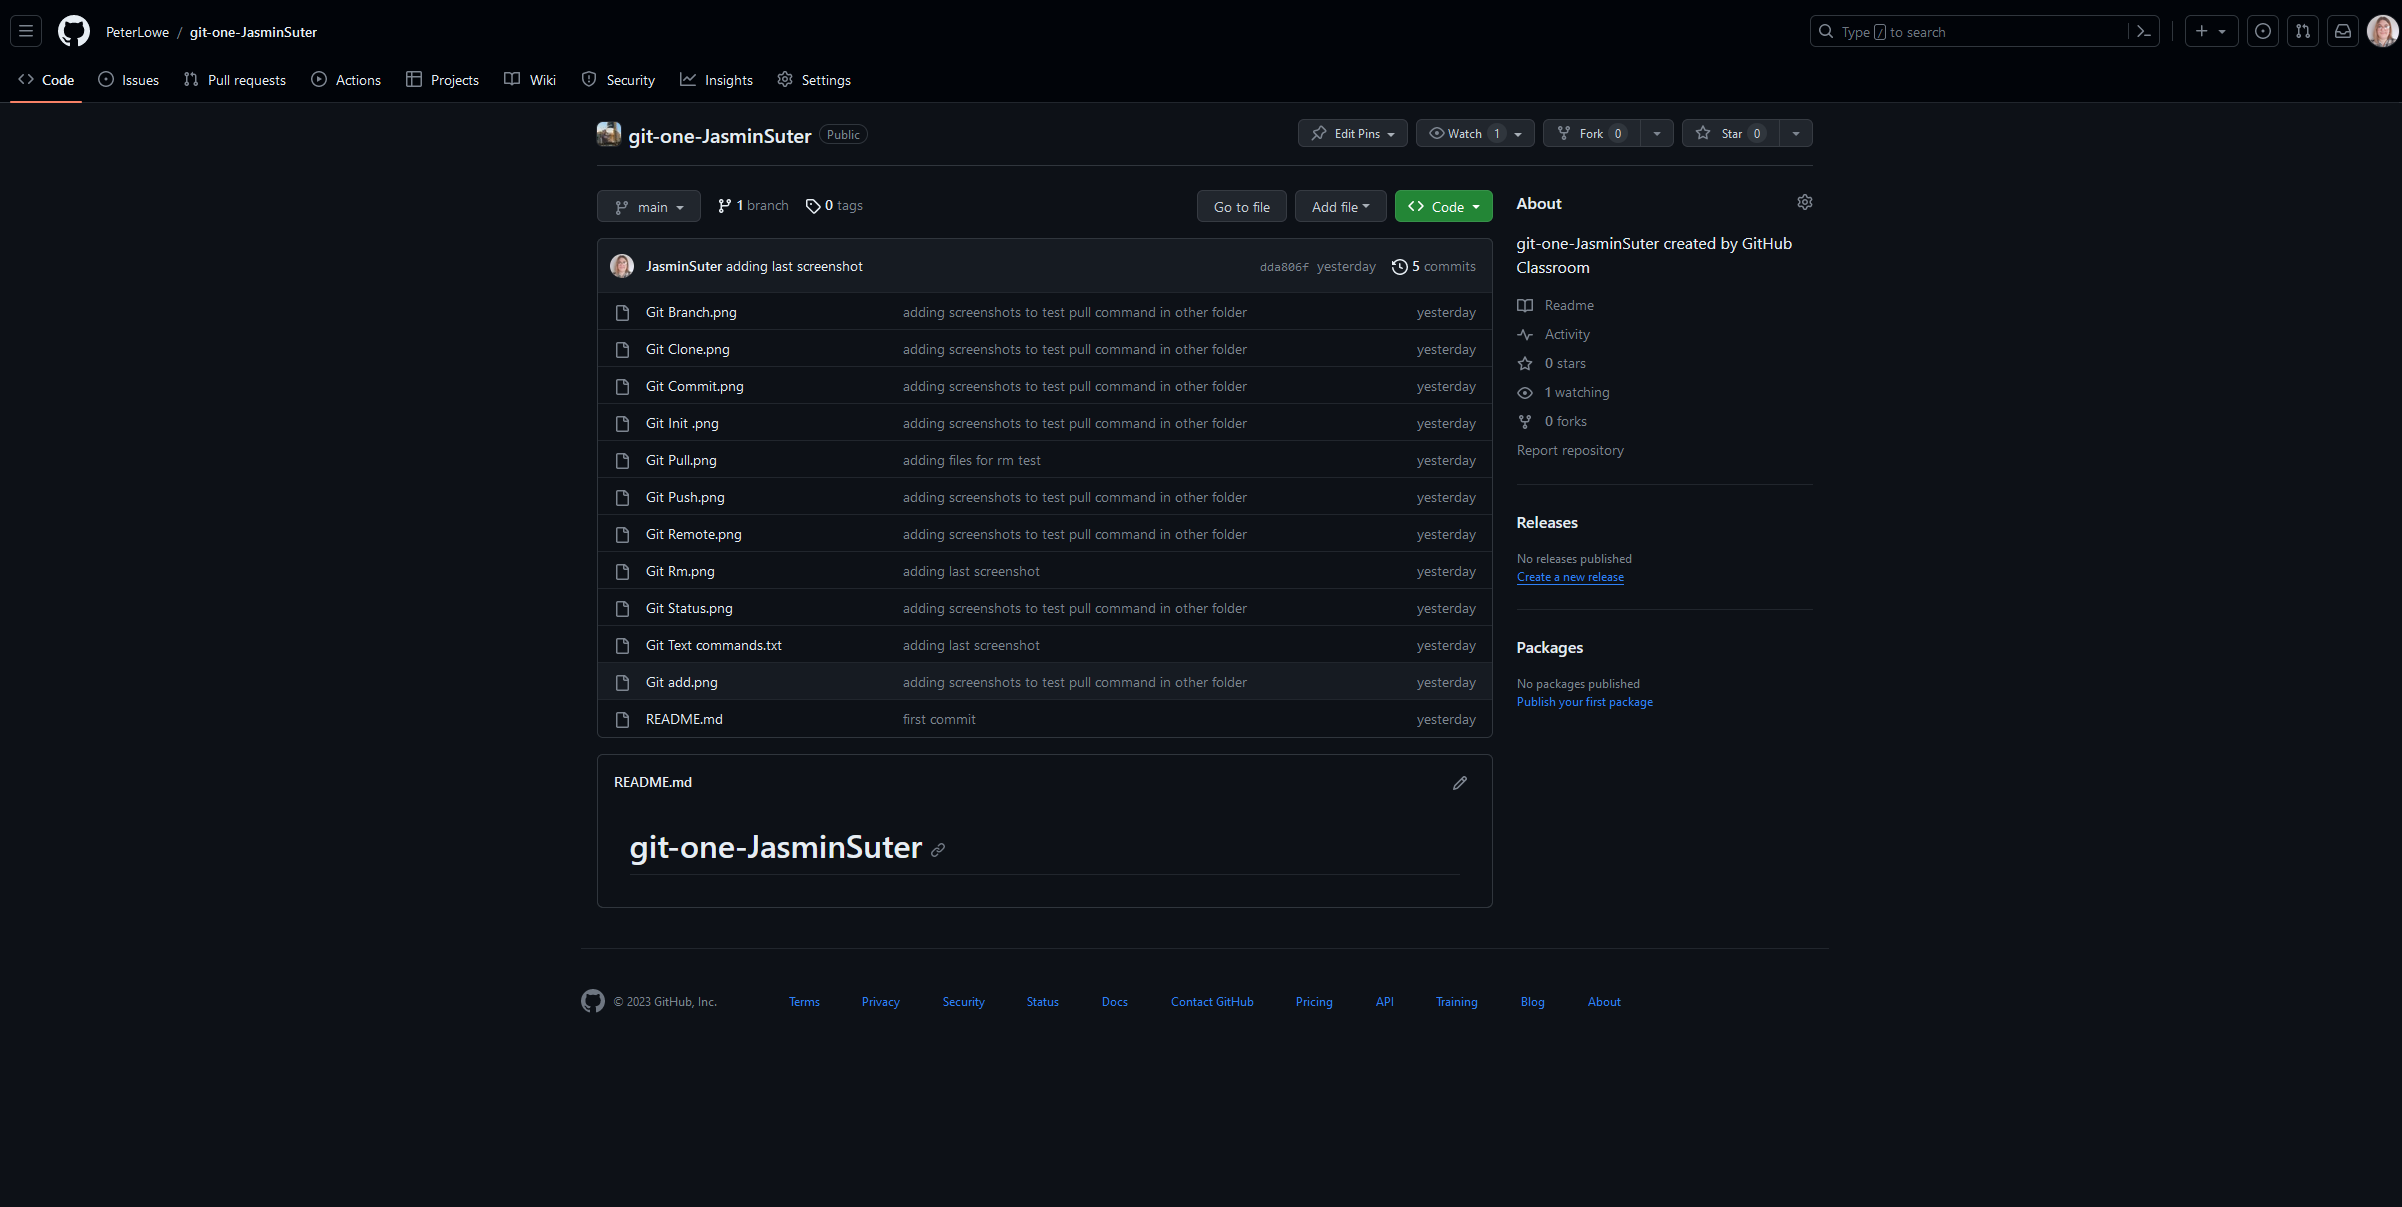 PeterLowe / git-one-JasminSuter
Type / to search
Code Issues Pull requests Actions Projects Wiki Security Insights Settings
git-one-JasminSuter Public
Edit Pins Watch 1 Fork 0 Star 0
main 1 branch 0 tags
Go to file Add file Code
JasminSuter adding last screenshot dda806f yesterday 5 commits
Git Branch.png adding screenshots to test pull command in other folder yesterday
Git Clone.png adding screenshots to test pull command in other folder yesterday
Git Commit.png adding screenshots to test pull command in other folder yesterday
Git Init .png adding screenshots to test pull command in other folder yesterday
Git Pull.png adding files for rm test yesterday
Git Push.png adding screenshots to test pull command in other folder yesterday
Git Remote.png adding screenshots to test pull command in other folder yesterday
Git Rm.png adding last screenshot yesterday
Git Status.png adding screenshots to test pull command in other folder yesterday
Git Text commands.txt adding last screenshot yesterday
Git add.png adding screenshots to test pull command in other folder yesterday
README.md first commit yesterday
README.md
git-one-JasminSuter
About
git-one-JasminSuter created by GitHub
Classroom
Readme
Activity
0 stars
1 watching
0 forks
Report repository
Releases
No releases published
Create a new release
Packages
No packages published
Publish your first package
© 2023 GitHub, Inc. Terms Privacy Security Status Docs Contact GitHub Pricing API Training Blog About